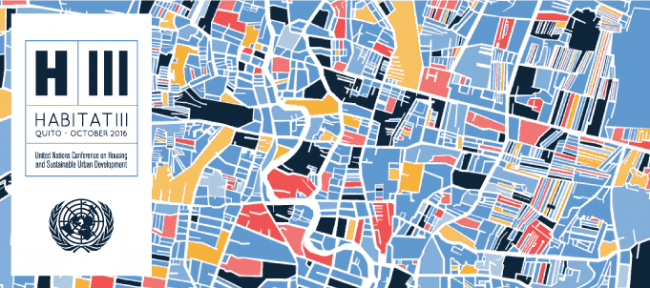 H III
HABITAT III
QUITO - OCTOBER 2016
United Nations Conference on Housing
and Sustainable Urban Development